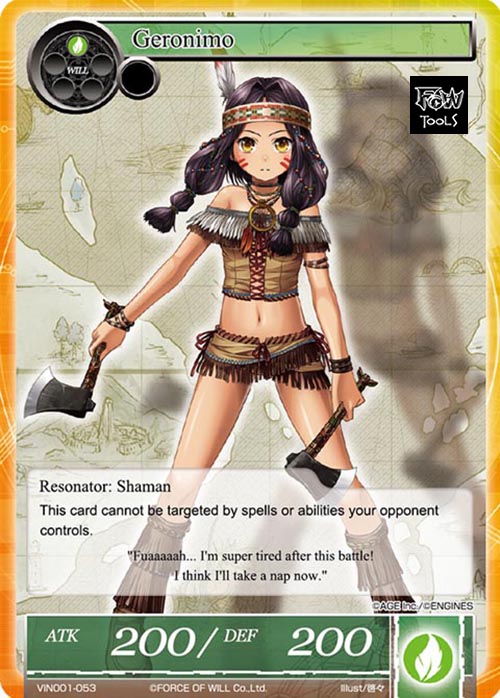 Geronimo
WILL
FOW
TOOLS
Resonator: Shaman
This card cannot be targeted by spells or abilities your opponent
controls.
"Fuaaaaah... I'm super tired after this battle!
I think I'll take a nap now."
©AGE Inc./©ENGINES
ATK 200 / DEF 200
VIN001-053 ©FORCE OF WILL Co.,Ltd. Illust/